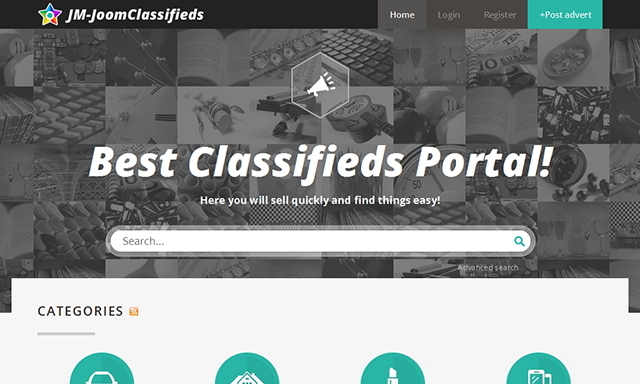 JM-JoomClassifieds
Home
Login
Register
+Post advert
Best Classifieds Portal!
Here you will sell quickly and find things easy!
Search...
Advanced search
CATEGORIES